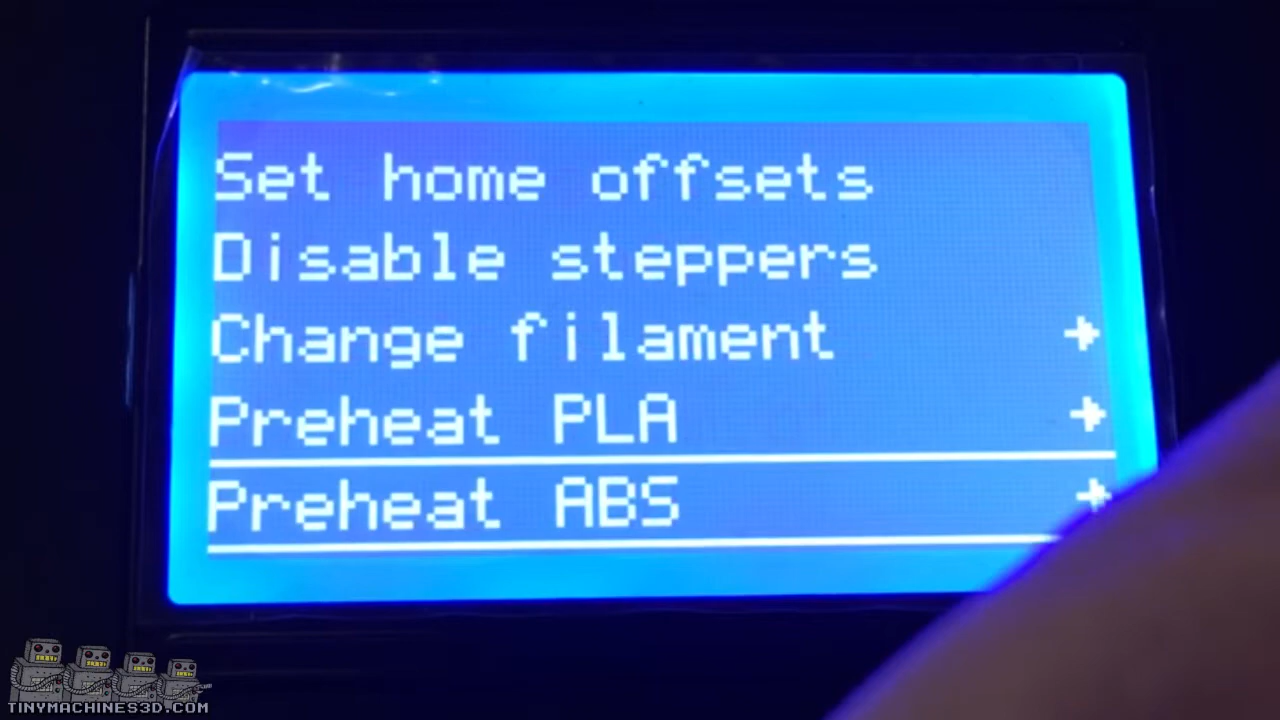 Set home offsets
Disable steppers
Change filament
Preheat PLA
Preheat ABS
TINYMACHINES3D.COM